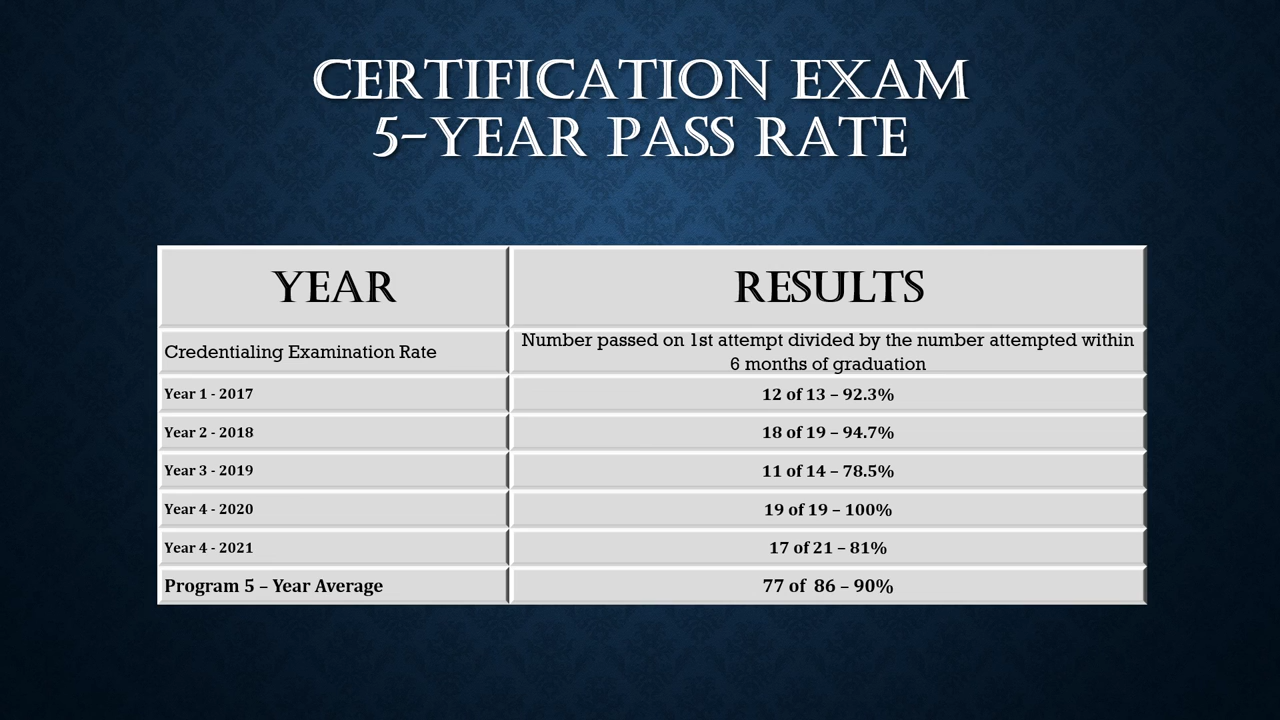 CERTIFICATION EXAM
5-YEAR PASS RATE
YEAR
RESULTS
Credentialing Examination Rate
Number passed on 1st attempt divided by the number attempted within
6 months of graduation
Year 1 - 2017
12 of 13 – 92.3%
Year 2 - 2018
18 of 19 – 94.7%
Year 3 - 2019
11 of 14 – 78.5%
Year 4 - 2020
19 of 19 – 100%
Year 4 - 2021
17 of 21 – 81%
Program 5 – Year Average
77 of  86 – 90%